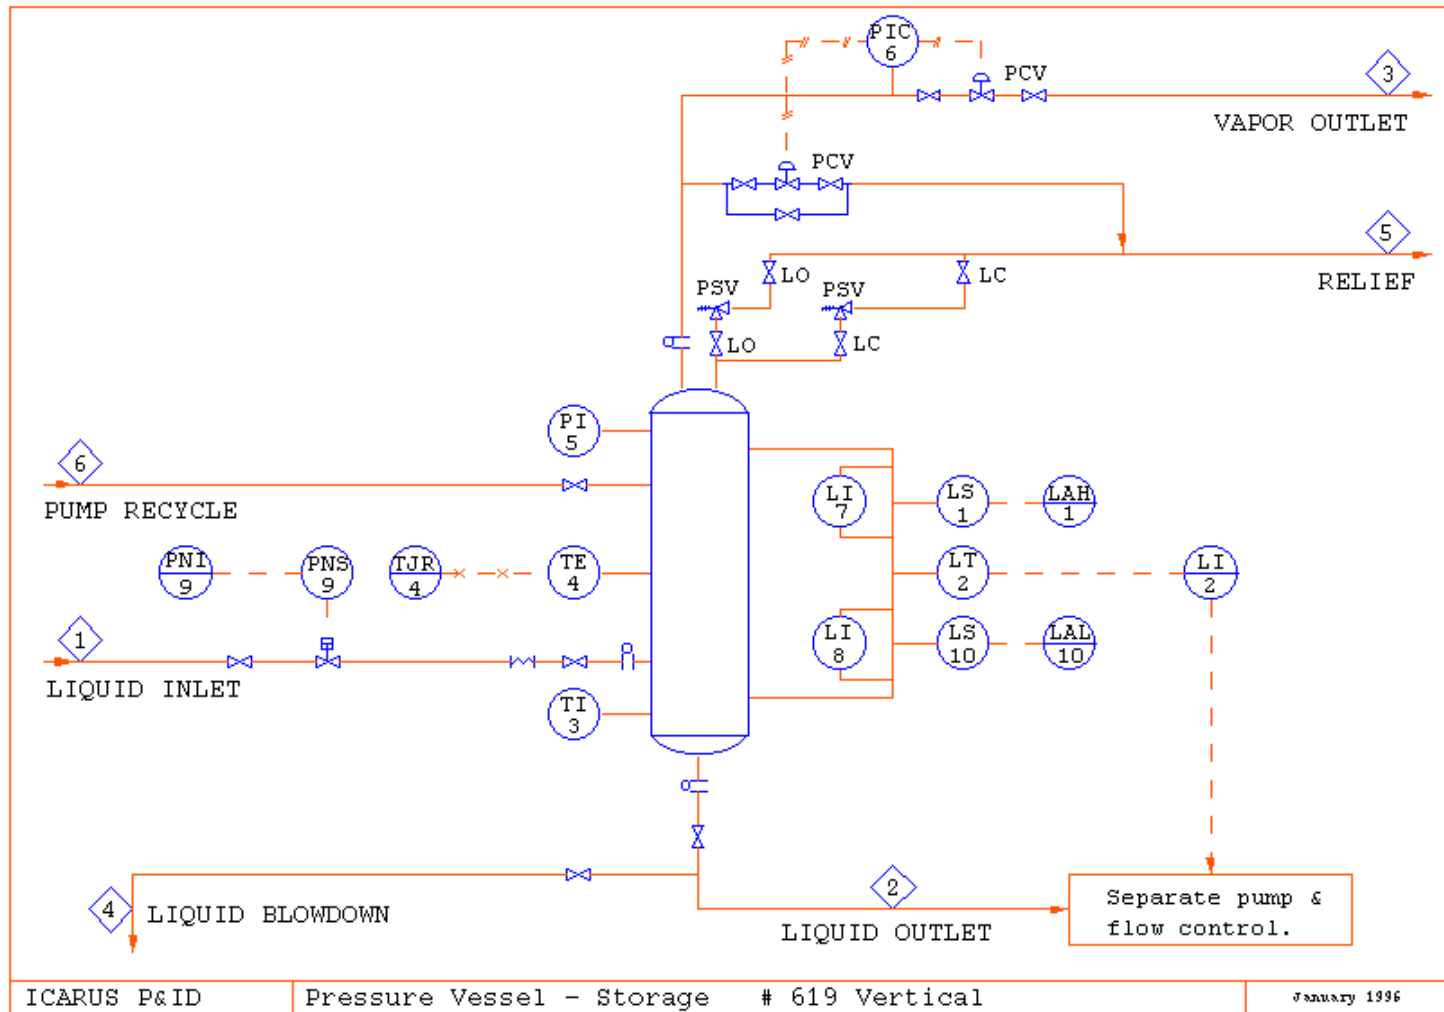 PIC
6
PCV
3
VAPOR OUTLET
PCV
5
RELIEF
LO
LC
PSV
PSV
LO
LC
PI
5
6
PUMP RECYCLE
LI
7
LS
1
LAH
1
PNI
9
PNS
9
TJR
4
TE
4
LT
2
LI
2
1
LIQUID INLET
LI
8
LS
10
LAL
10
TI
3
4
LIQUID BLOWDOWN
2
LIQUID OUTLET
Separate pump &
flow control.
ICARUS P&ID
Pressure Vessel - Storage # 619 Vertical
January 1996